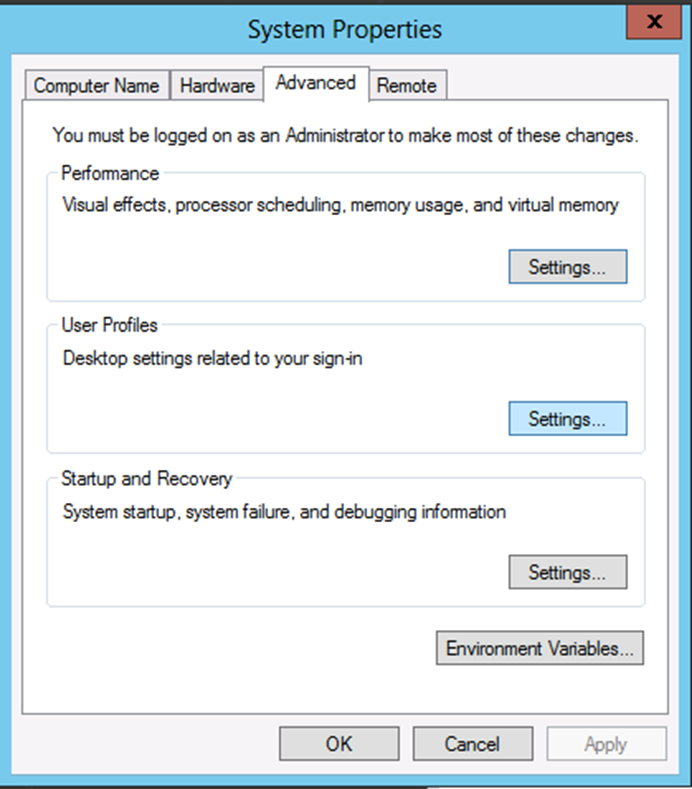 System Properties
x
Computer Name Hardware Advanced Remote
You must be logged on as an Administrator to make most of these changes.
Performance
Visual effects, processor scheduling, memory usage, and virtual memory
Settings...
User Profiles
Desktop settings related to your sign-in
Settings...
Startup and Recovery
System startup, system failure, and debugging information
Settings...
Environment Variables...
OK Cancel Apply